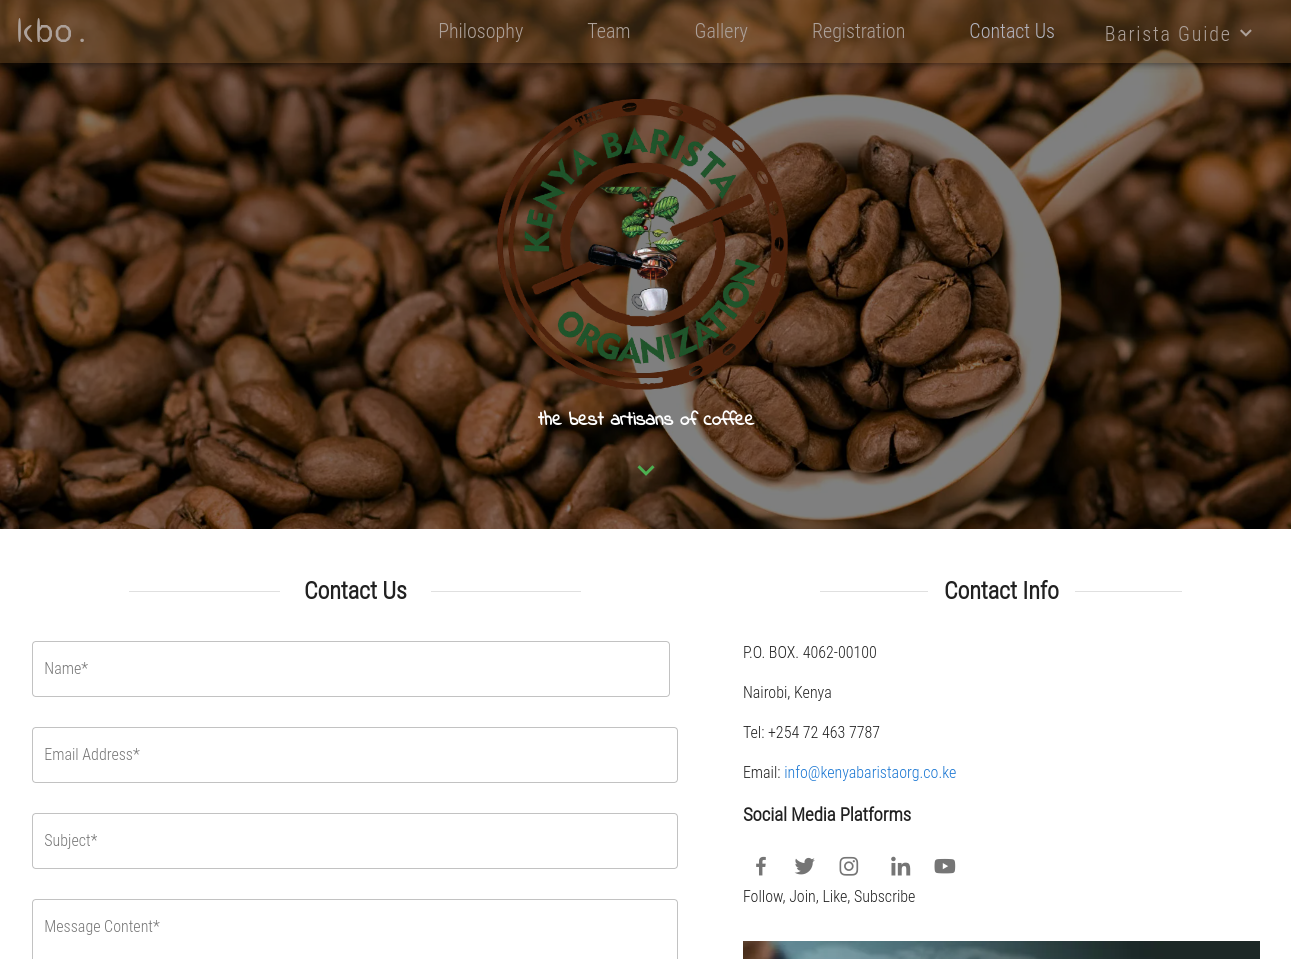 kbo .
Philosophy
Team
Gallery
Registration
Contact Us
Barista Guide
THE
KENYA BARISTA
ORGANIZATION
the best artisans of coffee
Contact Us
Name*
Email Address*
Subject*
Message Content*
Contact Info
P.O. BOX. 4062-00100
Nairobi, Kenya
Tel: +254 72 463 7787
Email: info@kenyabaristaorg.co.ke
Social Media Platforms
Follow, Join, Like, Subscribe